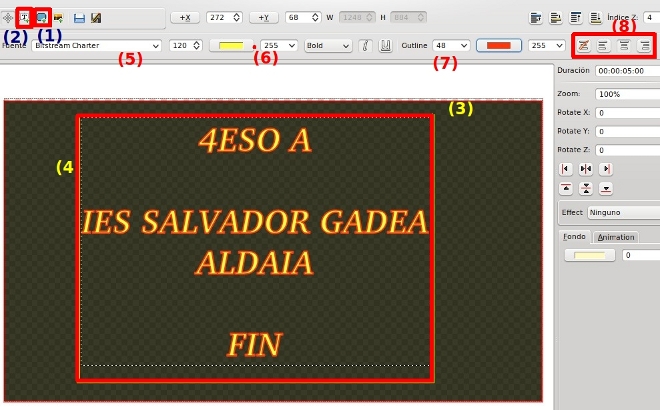 +X 272 +Y 68 W 1248 H 884 Índice Z: 4
(2) (1) (8)
Fuente Bitstream Charter 120 255 Bold Outline 48 255
(5) (6) (7)
Duración 00:00:05:00
(3)
Zoom: 100%
Rotate X: 0
4ESO A
Rotate Y: 0
Rotate Z: 0
(4)
IES SALVADOR GADEA
Effect Ninguno
Fondo Animation
ALDAIA
0
FIN